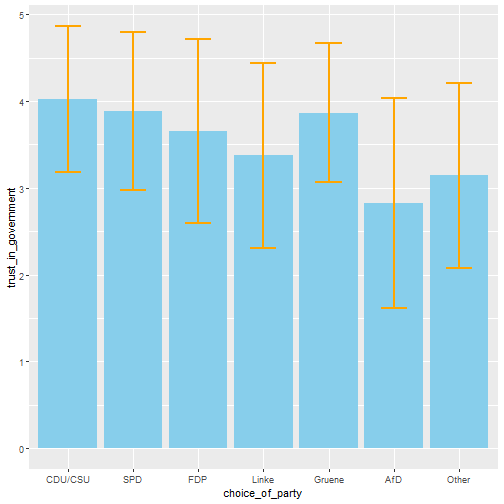 5
4
3
2
1
0
trust_in_government
CDU/CSU SPD FDP Linke Gruene AfD Other
choice_of_party